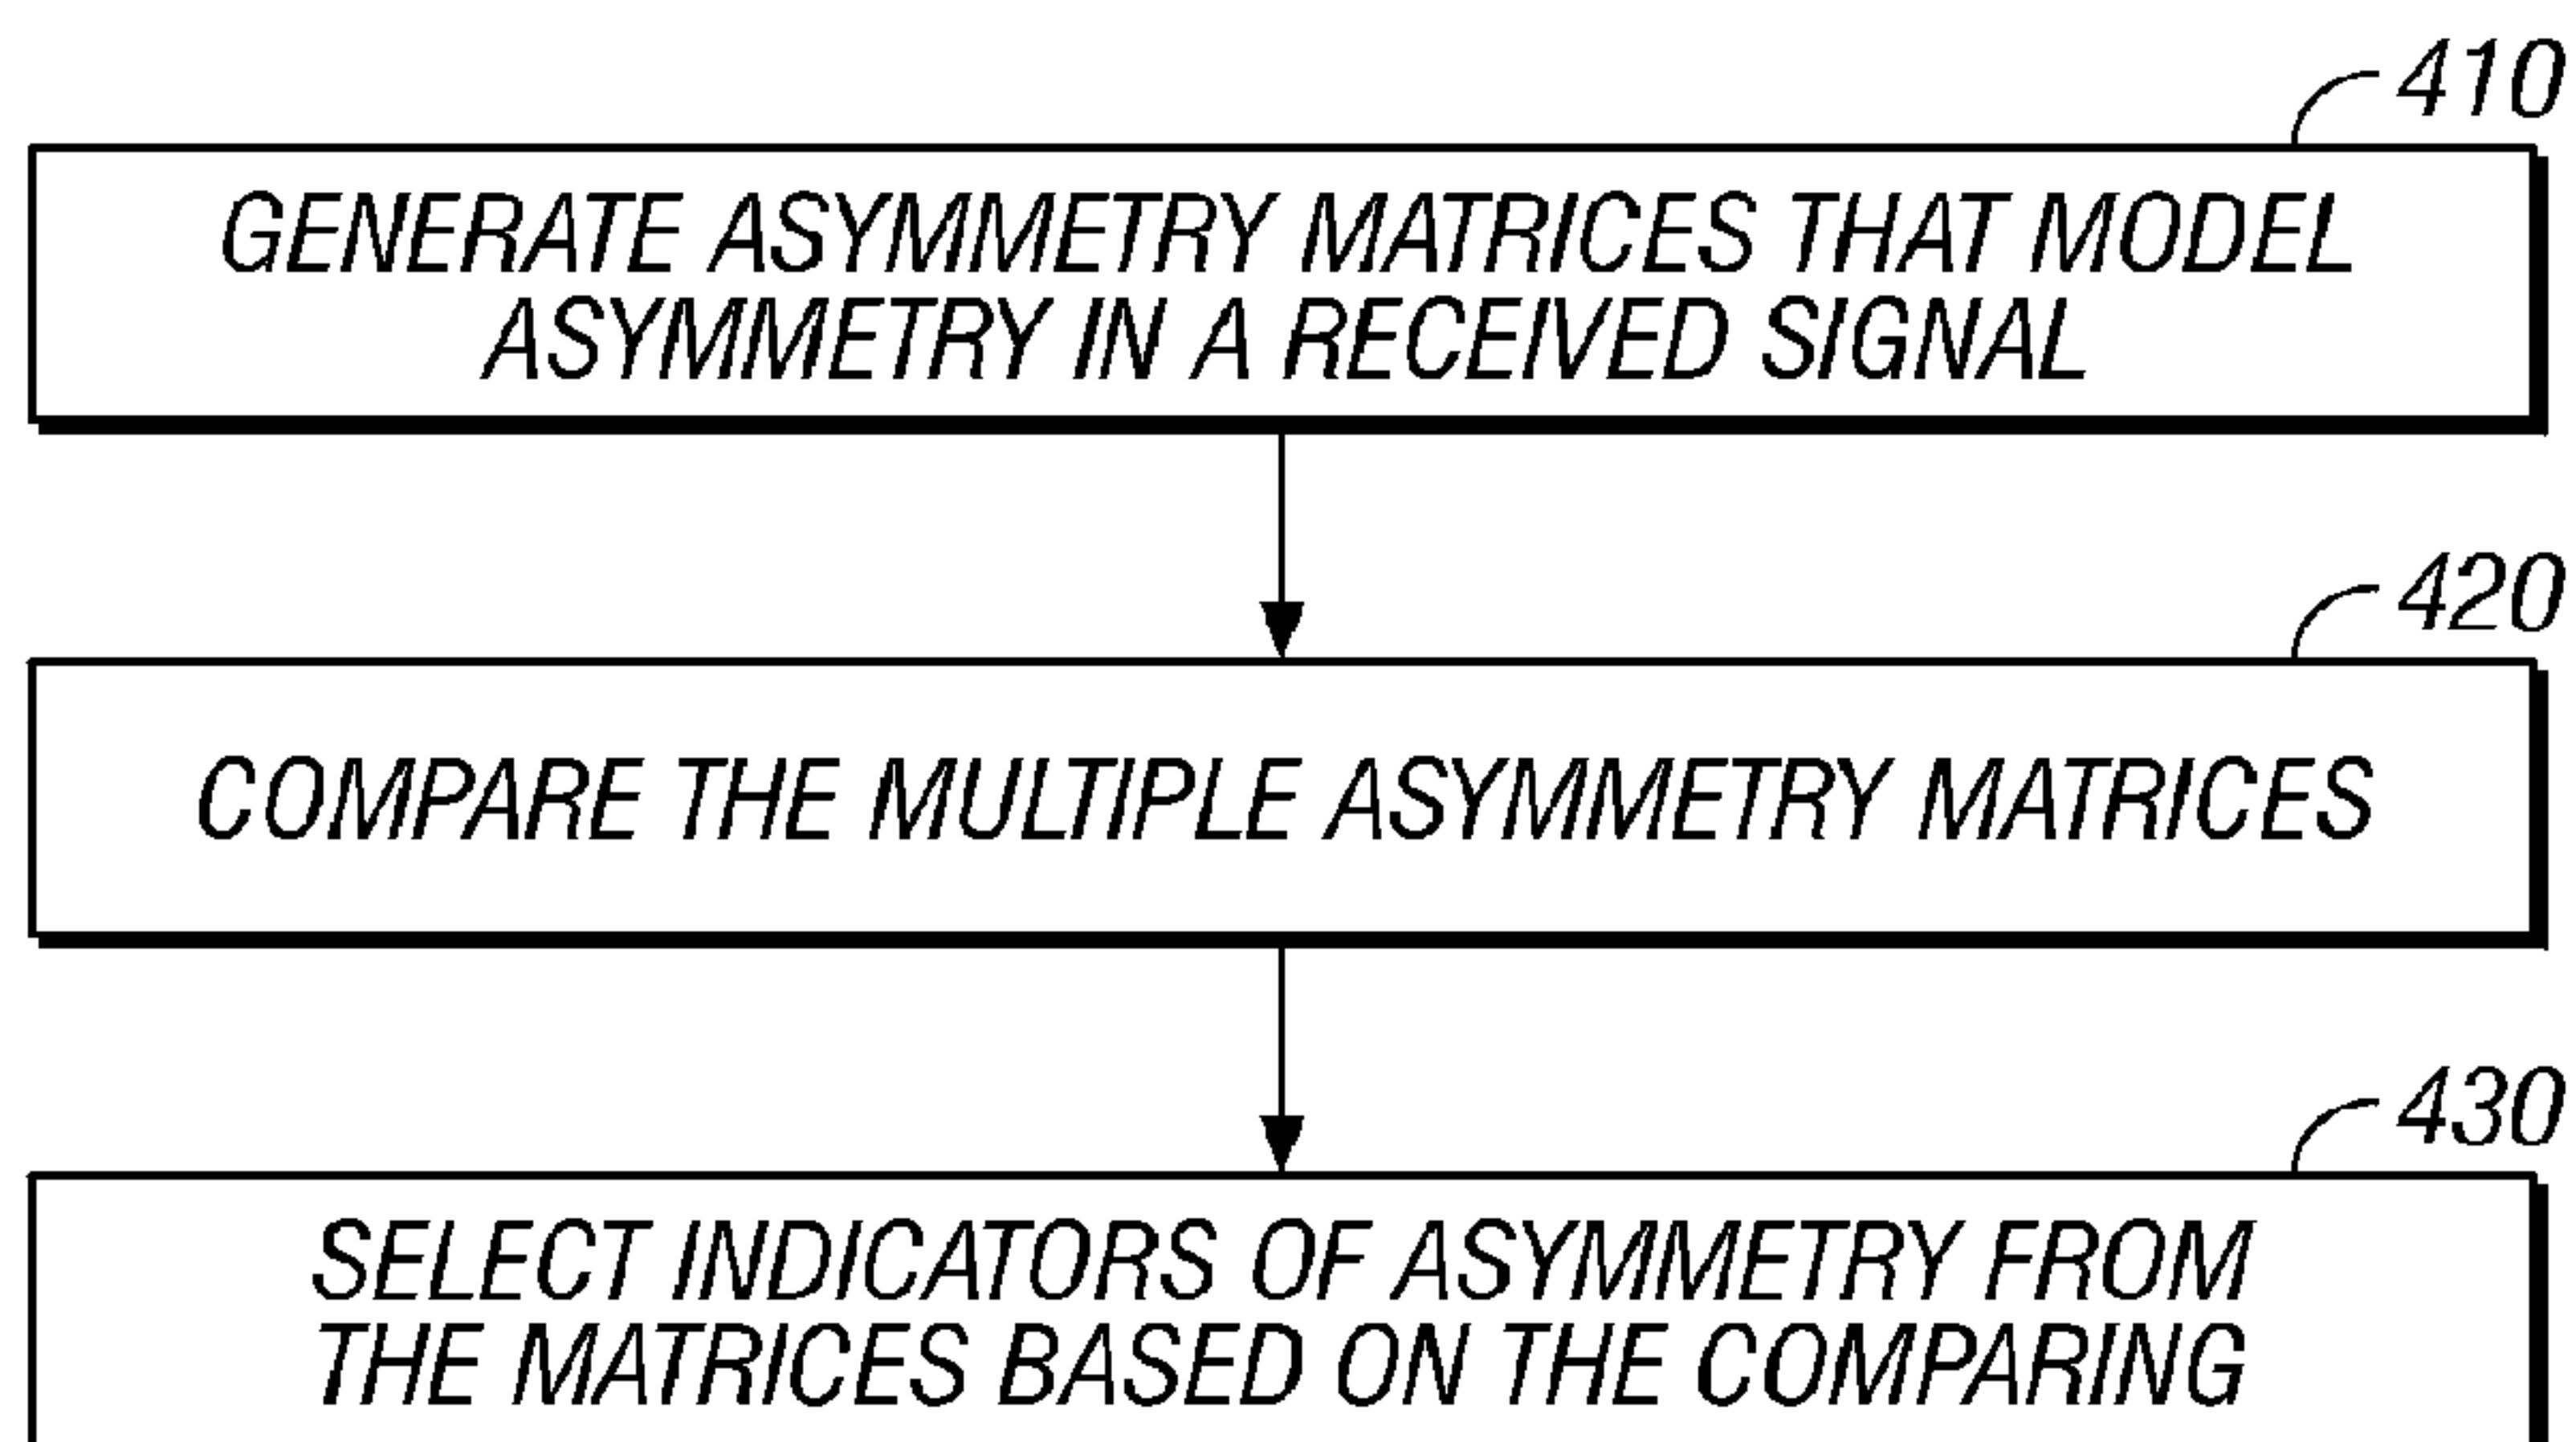 410
GENERATE ASYMMETRY MATRICES THAT MODEL
ASYMMETRY IN A RECEIVED SIGNAL
420
COMPARE THE MULTIPLE ASYMMETRY MATRICES
430
SELECT INDICATORS OF ASYMMETRY FROM
THE MATRICES BASED ON THE COMPARING